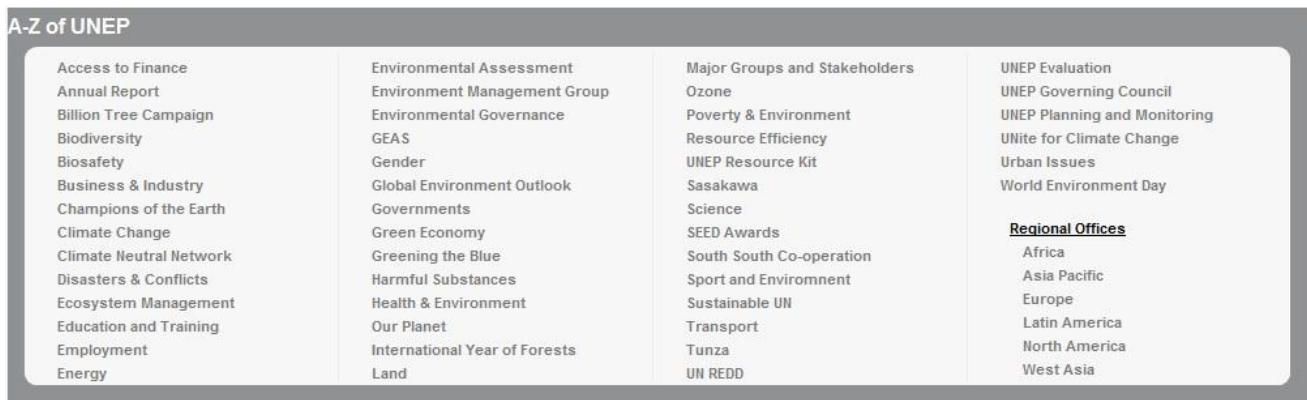 A-Z of UNEP
Access to Finance
Annual Report
Billion Tree Campaign
Biodiversity
Biosafety
Business & Industry
Champions of the Earth
Climate Change
Climate Neutral Network
Disasters & Conflicts
Ecosystem Management
Education and Training
Employment
Energy
Environmental Assessment
Environment Management Group
Environmental Governance
GEAS
Gender
Global Environment Outlook
Governments
Green Economy
Greening the Blue
Harmful Substances
Health & Environment
Our Planet
International Year of Forests
Land
Major Groups and Stakeholders
Ozone
Poverty & Environment
Resource Efficiency
UNEP Resource Kit
Sasakawa
Science
SEED Awards
South South Co-operation
Sport and Enviromnent
Sustainable UN
Transport
Tunza
UN REDD
UNEP Evaluation
UNEP Governing Council
UNEP Planning and Monitoring
UNite for Climate Change
Urban Issues
World Environment Day
Regional Offices
Africa
Asia Pacific
Europe
Latin America
North America
West Asia